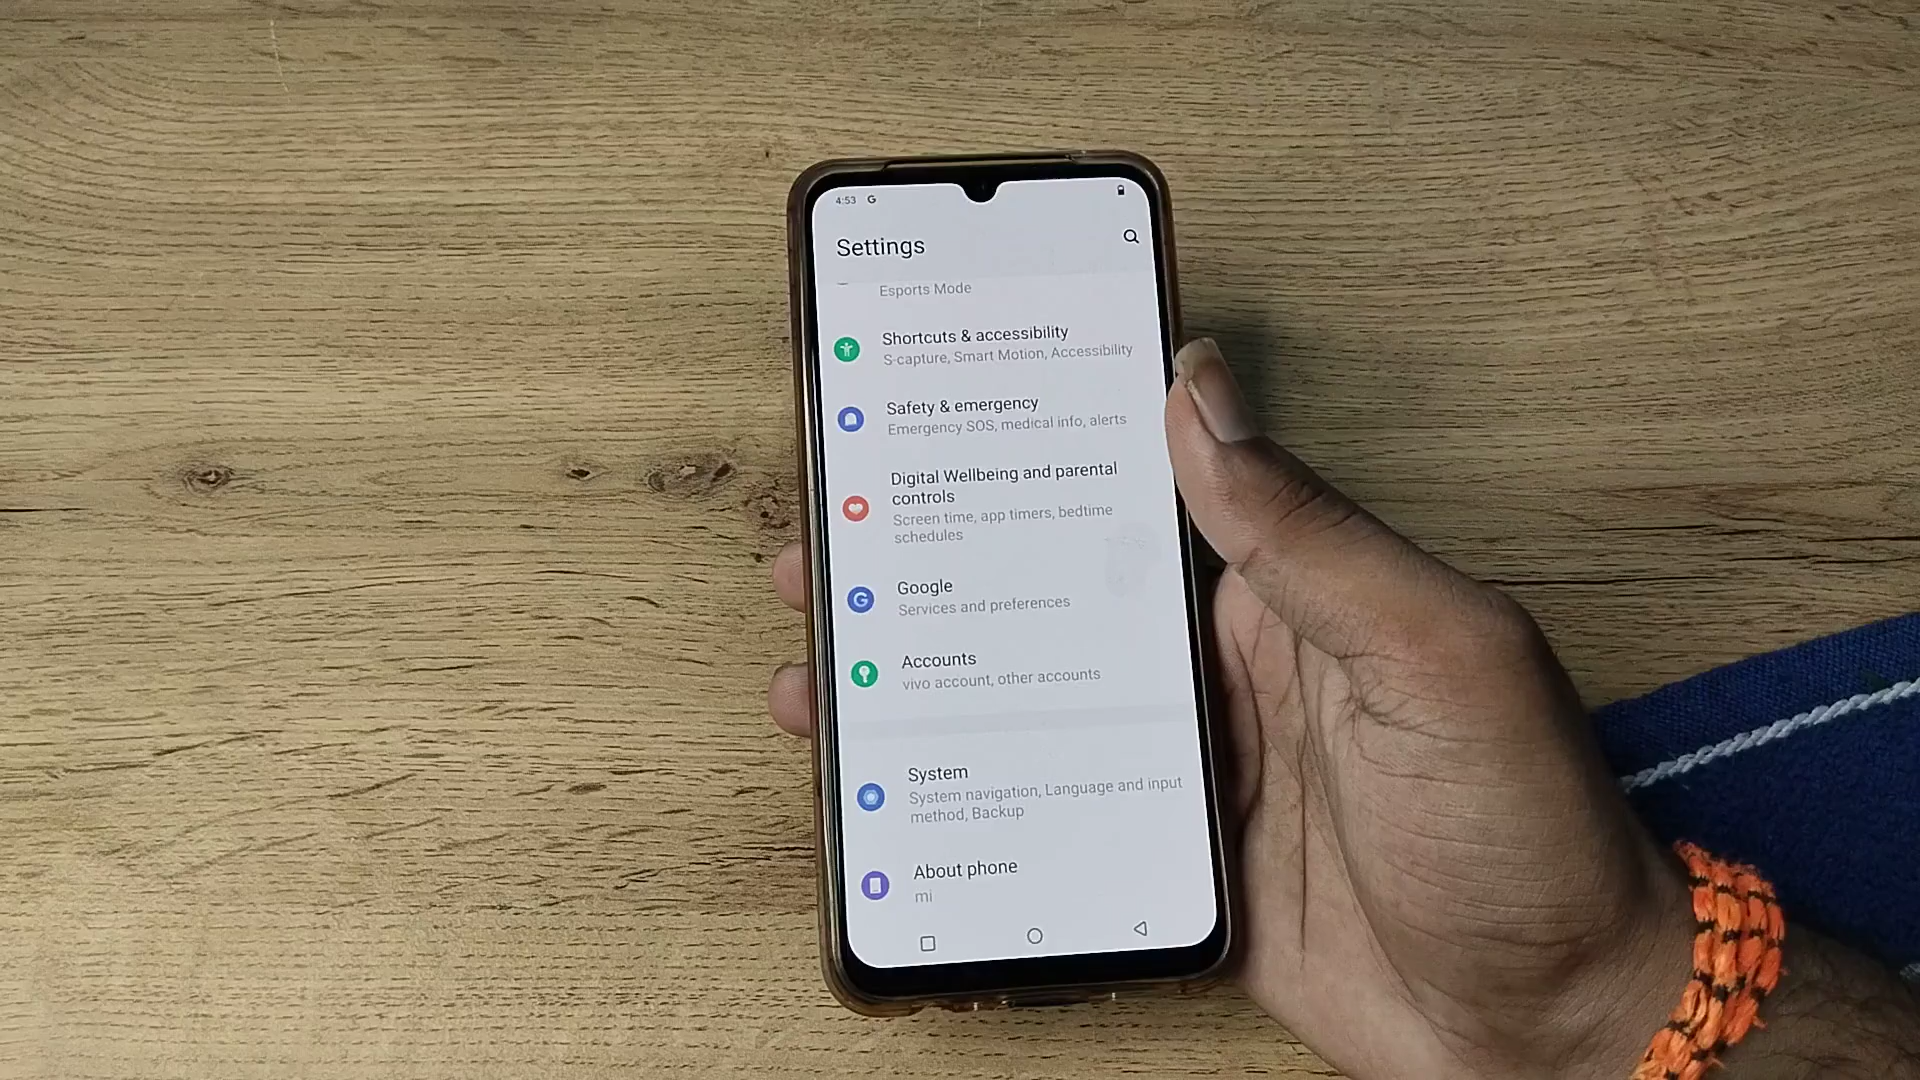 4:53 G
Settings
Esports Mode
Shortcuts & accessibility
S-capture, Smart Motion, Accessibility
Safety & emergency
Emergency SOS, medical info, alerts
Digital Wellbeing and parental
controls
Screen time, app timers, bedtime
schedules
Google
Services and preferences
Accounts
vivo account, other accounts
System
System navigation, Language and input
method, Backup
About phone
mi